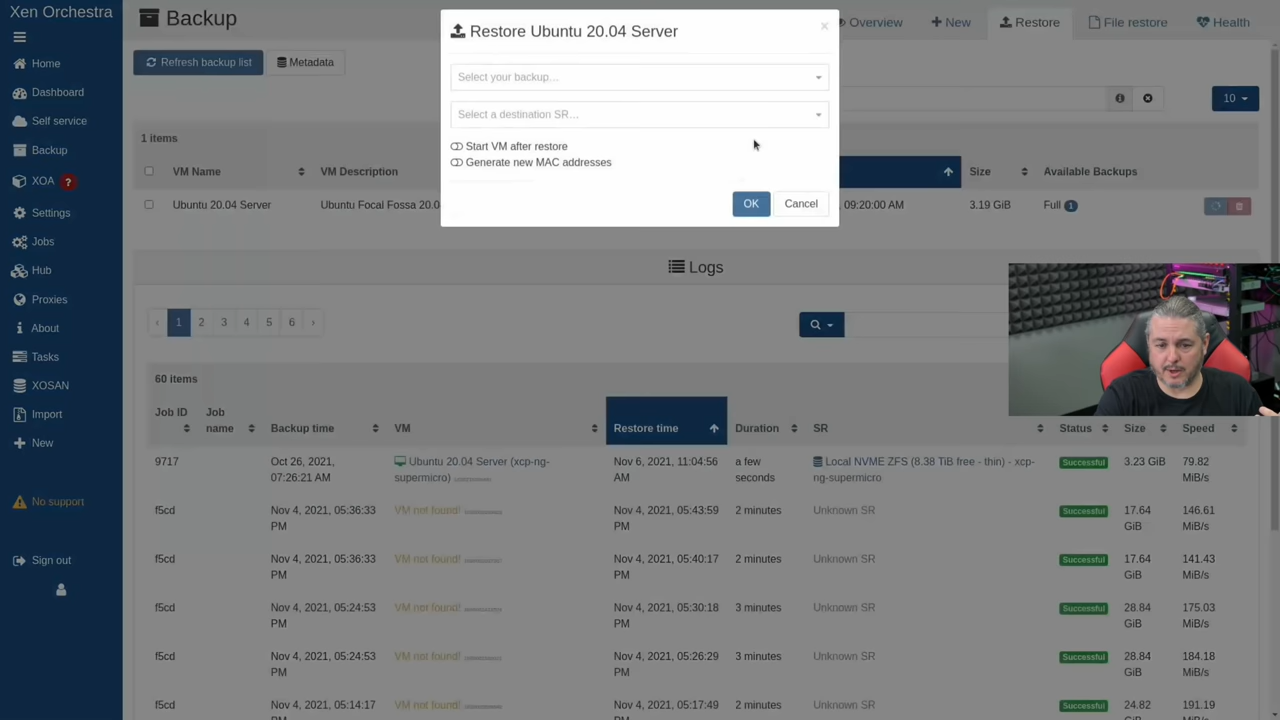 Xen Orchestra
Home
Dashboard
Self service
Backup
XOA ?
Settings
Jobs
Hub
Proxies
About
Tasks
XOSAN
Import
New
No support
Sign out
Backup
Overview
New
Restore
File restore
Health
Refresh backup list
Metadata
10
1 items
VM Name
VM Description
Size
Available Backups
Ubuntu 20.04 Server
Ubuntu Focal Fossa 20.0
09:20:00 AM
3.19 GiB
Full 1
Restore Ubuntu 20.04 Server
×
Select your backup…
Select a destination SR…
Start VM after restore
Generate new MAC addresses
OK
Cancel
Logs
‹ 1 2 3 4 5 6 ›
60 items
Job ID
Job name
Backup time
VM
Restore time
Duration
SR
Status
Size
Speed
9717
Oct 26, 2021,
07:26:21 AM
Ubuntu 20.04 Server (xcp-ng-
supermicro)
Nov 6, 2021, 11:04:56
AM
a few
seconds
Local NVME ZFS (8.38 TiB free - thin) - xcp-
ng-supermicro
Successful
3.23 GiB
79.82
MiB/s
f5cd
Nov 4, 2021, 05:36:33
PM
VM not found!
Nov 4, 2021, 05:43:59
PM
2 minutes
Unknown SR
Successful
17.64
GiB
146.61
MiB/s
f5cd
Nov 4, 2021, 05:36:33
PM
VM not found!
Nov 4, 2021, 05:40:17
PM
2 minutes
Unknown SR
Successful
17.64
GiB
141.43
MiB/s
f5cd
Nov 4, 2021, 05:24:53
PM
VM not found!
Nov 4, 2021, 05:30:18
PM
3 minutes
Unknown SR
Successful
28.84
GiB
175.03
MiB/s
f5cd
Nov 4, 2021, 05:24:53
PM
VM not found!
Nov 4, 2021, 05:26:29
PM
3 minutes
Unknown SR
Successful
28.84
GiB
184.18
MiB/s
f5cd
Nov 4, 2021, 05:14:17
PM
VM not found!
Nov 4, 2021, 05:17:49
PM
2 minutes
Unknown SR
Successful
24.82
GiB
191.19
MiB/s